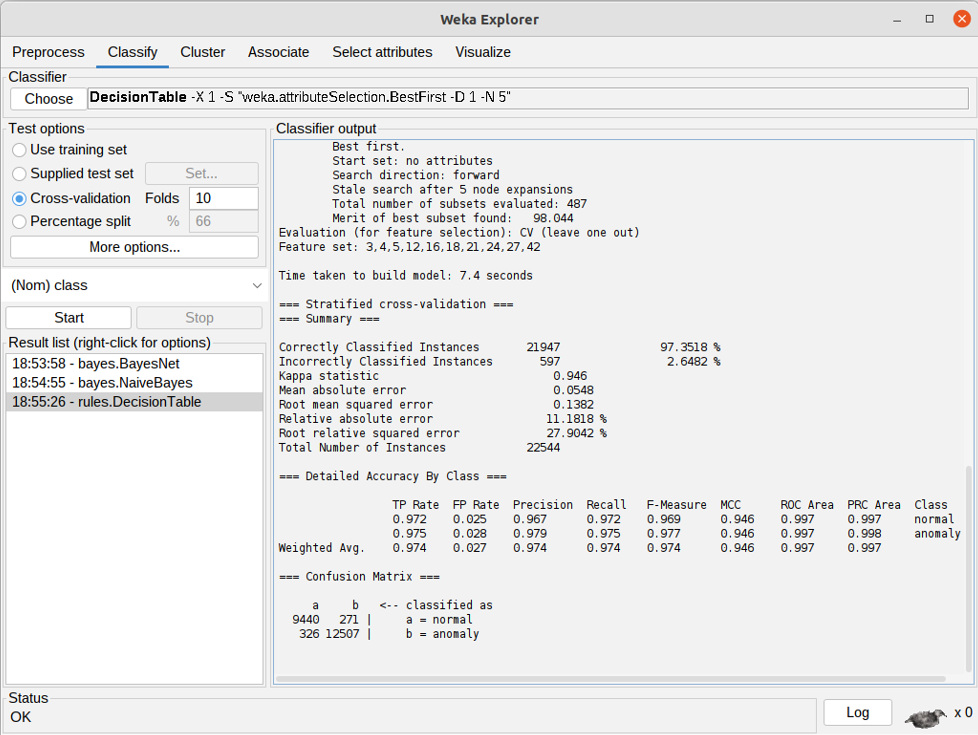 Weka Explorer
Preprocess Classify Cluster Associate Select attributes Visualize
Classifier
Choose DecisionTable -X 1 -S "weka.attributeSelection.BestFirst -D 1 -N 5"
Test options
Use training set
Supplied test set Set...
Cross-validation Folds 10
Percentage split % 66
More options...
(Nom) class
Start Stop
Result list (right-click for options)
18:53:58 - bayes.BayesNet
18:54:55 - bayes.NaiveBayes
18:55:26 - rules.DecisionTable
Classifier output
Best first.
Start set: no attributes
Search direction: forward
Stale search after 5 node expansions
Total number of subsets evaluated: 487
Merit of best subset found: 98.044
Evaluation (for feature selection): CV (leave one out)
Feature set: 3,4,5,12,16,18,21,24,27,42
Time taken to build model: 7.4 seconds
=== Stratified cross-validation ===
=== Summary ===
Correctly Classified Instances 21947 97.3518 %
Incorrectly Classified Instances 597 2.6482 %
Kappa statistic 0.946
Mean absolute error 0.0548
Root mean squared error 0.1382
Relative absolute error 11.1818 %
Root relative squared error 27.9042 %
Total Number of Instances 22544
=== Detailed Accuracy By Class ===
TP Rate FP Rate Precision Recall F-Measure MCC ROC Area PRC Area Class
0.972 0.025 0.967 0.972 0.969 0.946 0.997 0.997 normal
0.975 0.028 0.979 0.975 0.977 0.946 0.997 0.998 anomaly
Weighted Avg. 0.974 0.027 0.974 0.974 0.974 0.946 0.997 0.997
=== Confusion Matrix ===
a b <-- classified as
9440 271 | a = normal
326 12507 | b = anomaly
Status
OK
Log x 0